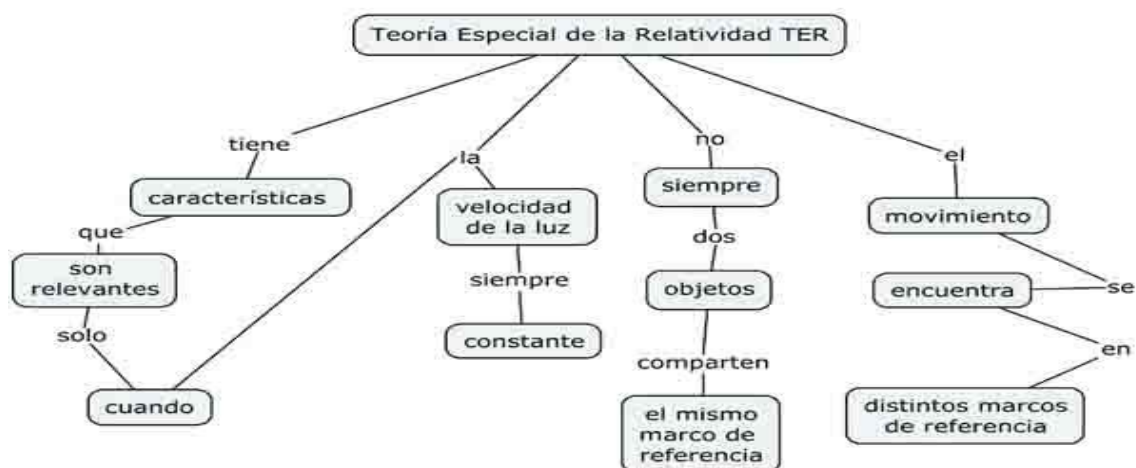 Teoría Especial de la Relatividad TER
tiene
características
que
son
relevantes
solo
cuando
la
velocidad
de la luz
siempre
constante
no
siempre
dos
objetos
comparten
el mismo
marco de
referencia
el
movimiento
se
encuentra
en
distintos marcos
de referencia